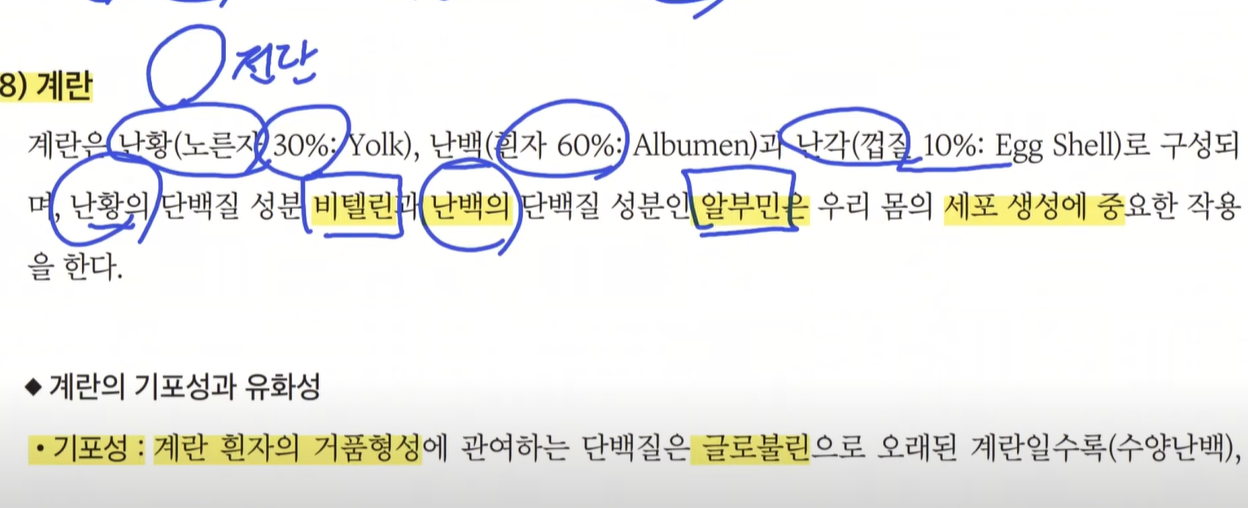 전란
8) 계란
계란은 난황(노른자 30%: Yolk), 난백(흰자 60%: Albumen)과 난각(껍질 10%: Egg Shell)로 구성되
며, 난황의 단백질 성분 비텔린과 난백의 단백질 성분인 알부민은 우리 몸의 세포 생성에 중요한 작용
을 한다.
◆ 계란의 기포성과 유화성
• 기포성 : 계란 흰자의 거품형성에 관여하는 단백질은 글로불린으로 오래된 계란일수록(수양난백),